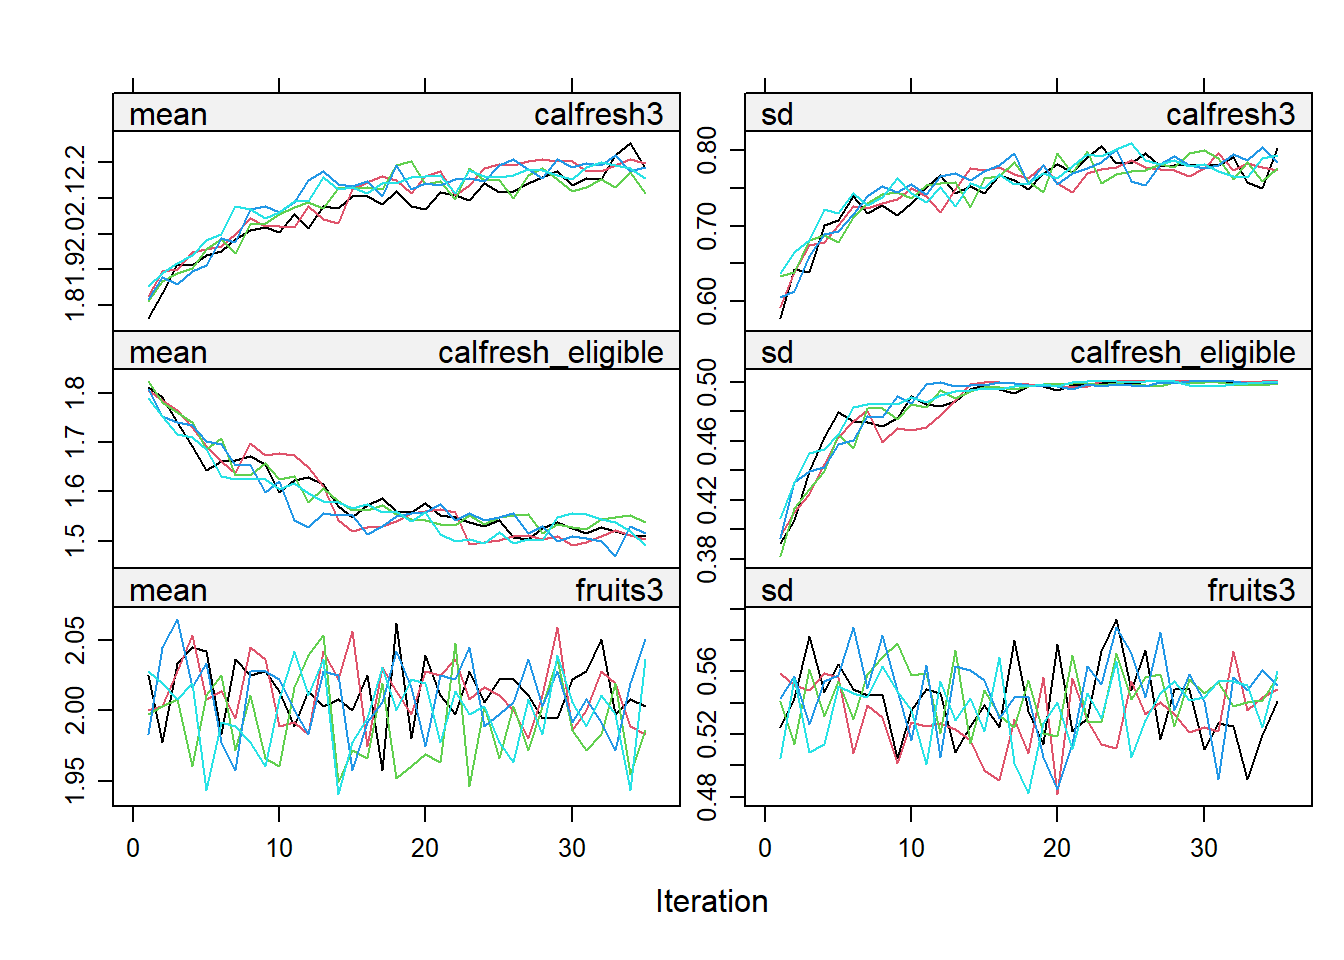 mean calfresh3
sd calfresh3
1.8 1.9 2.0 2.1 2.2
0.60 0.70 0.80
mean calfresh_eligible
sd calfresh_eligible
1.5 1.6 1.7 1.8
0.38 0.42 0.46 0.50
mean fruits3
sd fruits3
1.95 2.00 2.05
0.48 0.52 0.56
0 10 20 30
0 10 20 30
Iteration